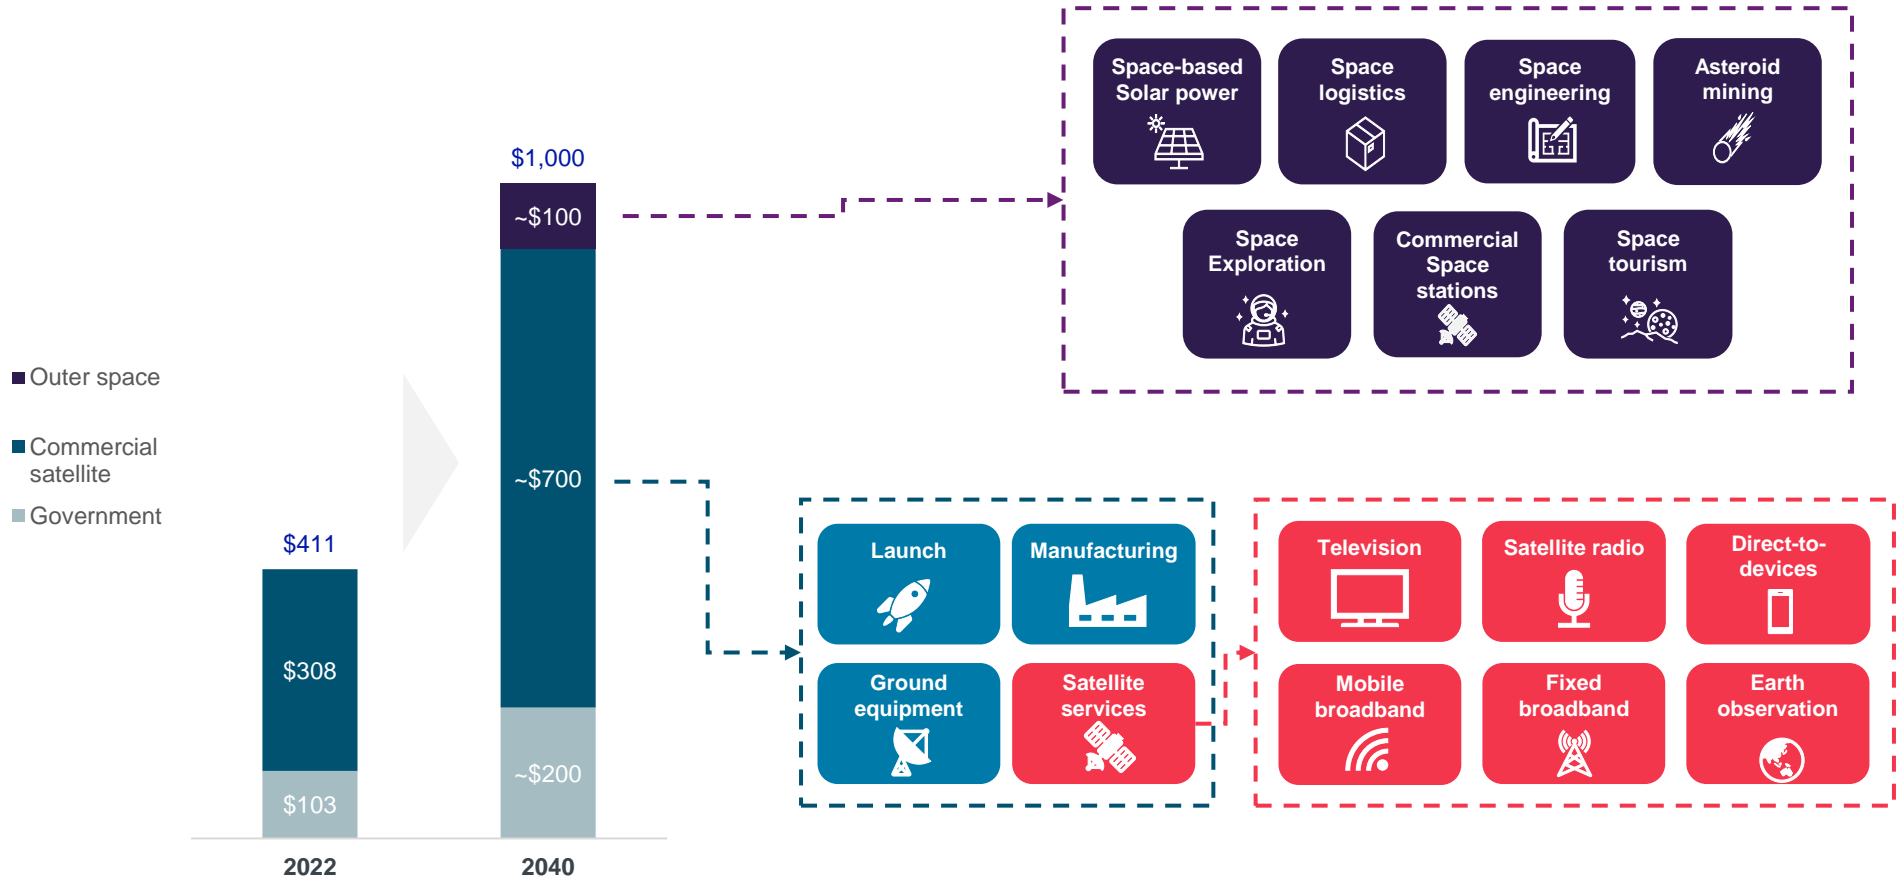 Outer space
Commercial
satellite
Government
$411
$308
$103
2022
$1,000
~$100
~$700
~$200
2040
Space-based
Solar power
Space
logistics
Space
engineering
Asteroid
mining
Space
Exploration
Commercial
Space
stations
Space
tourism
Launch
Manufacturing
Ground
equipment
Satellite
services
Television
Satellite radio
Direct-to-
devices
Mobile
broadband
Fixed
broadband
Earth
observation